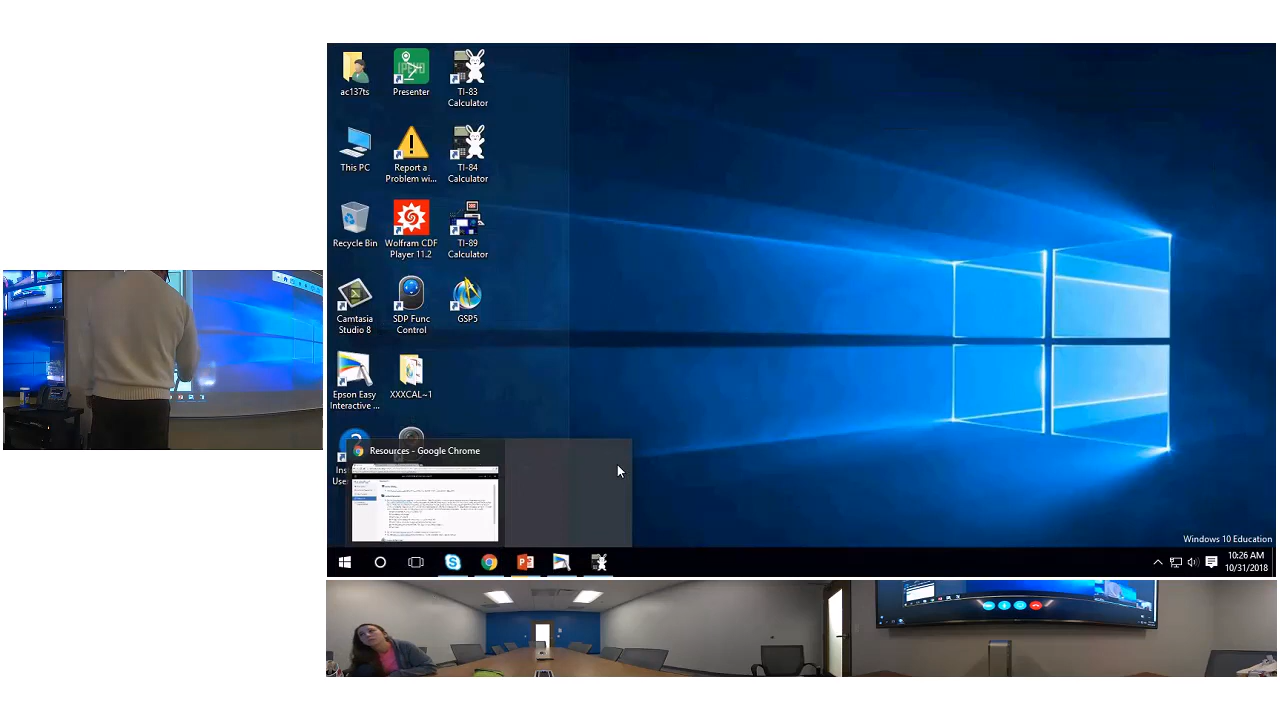 ac137ts
Presenter
TI-83
Calculator
This PC
Report a
Problem wi...
TI-84
Calculator
Recycle Bin
Wolfram CDF
Player 11.2
TI-89
Calculator
Camtasia
Studio 8
SDP Func
Control
GSP5
Epson Easy
Interactive ...
XXXCAL~1
Resources - Google Chrome
Windows 10 Education
10:26 AM
10/31/2018